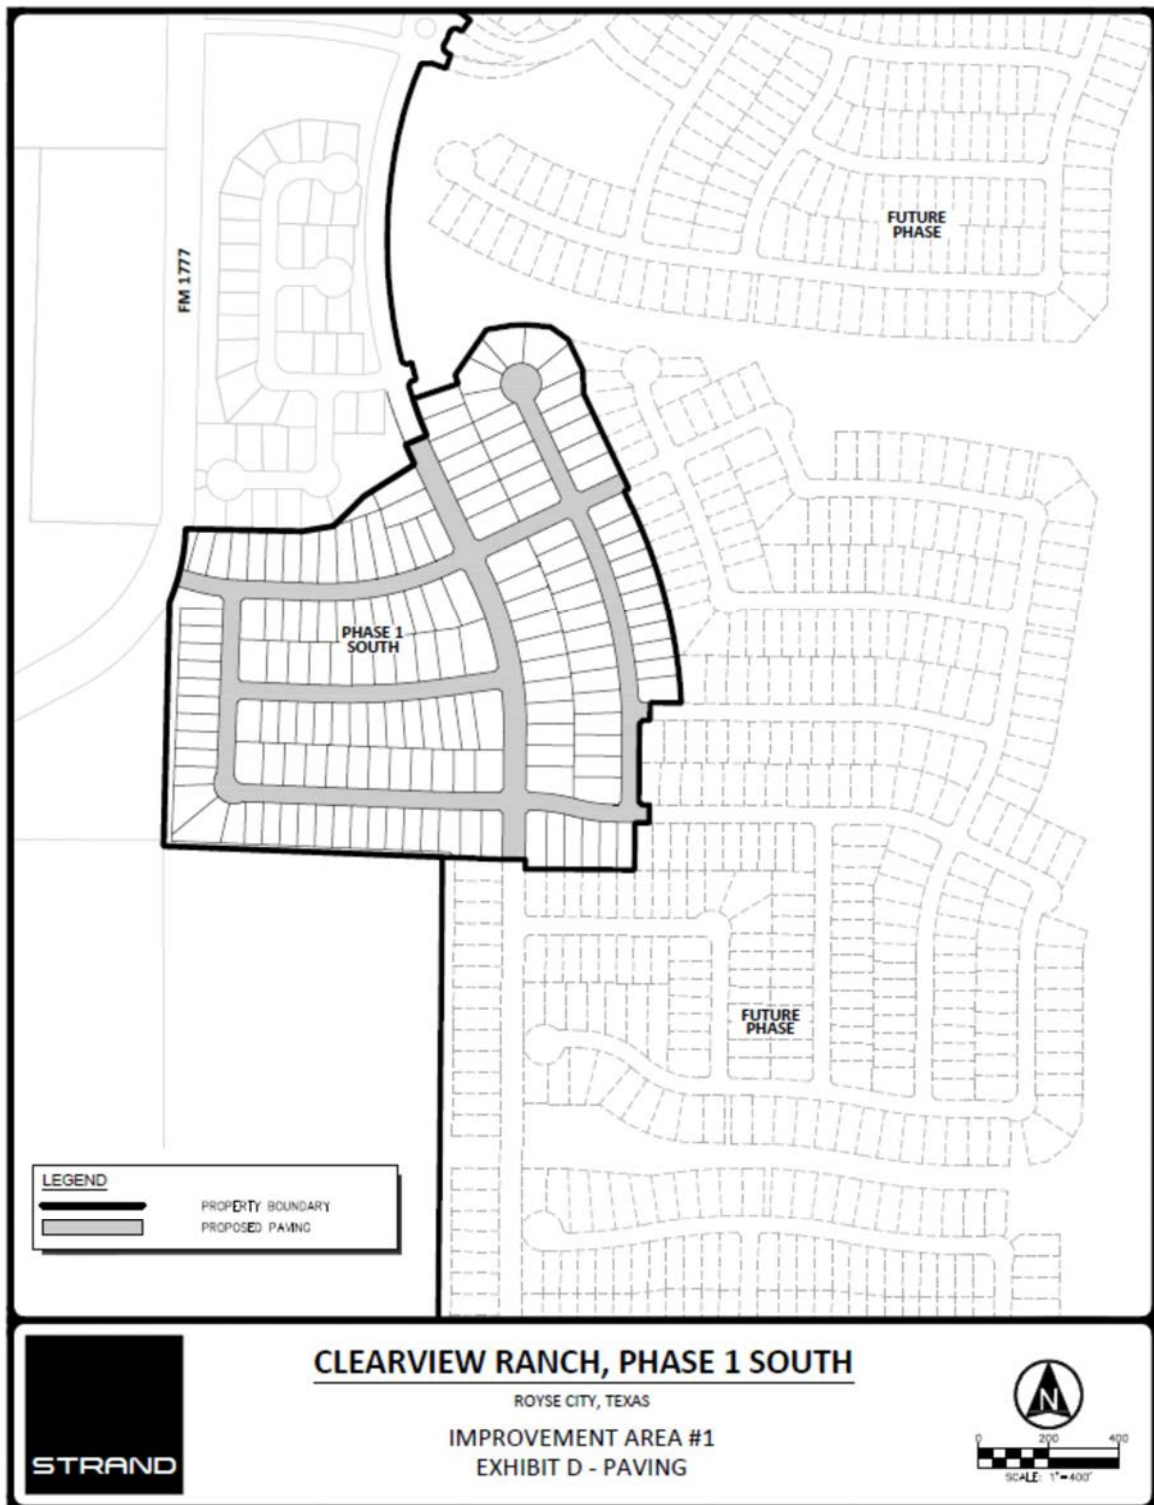 FUTURE
PHASE
FM 1777
PHASE 1
SOUTH
FUTURE
PHASE
LEGEND
PROPERTY BOUNDARY
PROPOSED PAVING
STRAND
CLEARVIEW RANCH, PHASE 1 SOUTH
ROYSE CITY, TEXAS
IMPROVEMENT AREA #1
EXHIBIT D - PAVING
N
0 200 400
SCALE: 1"=400'